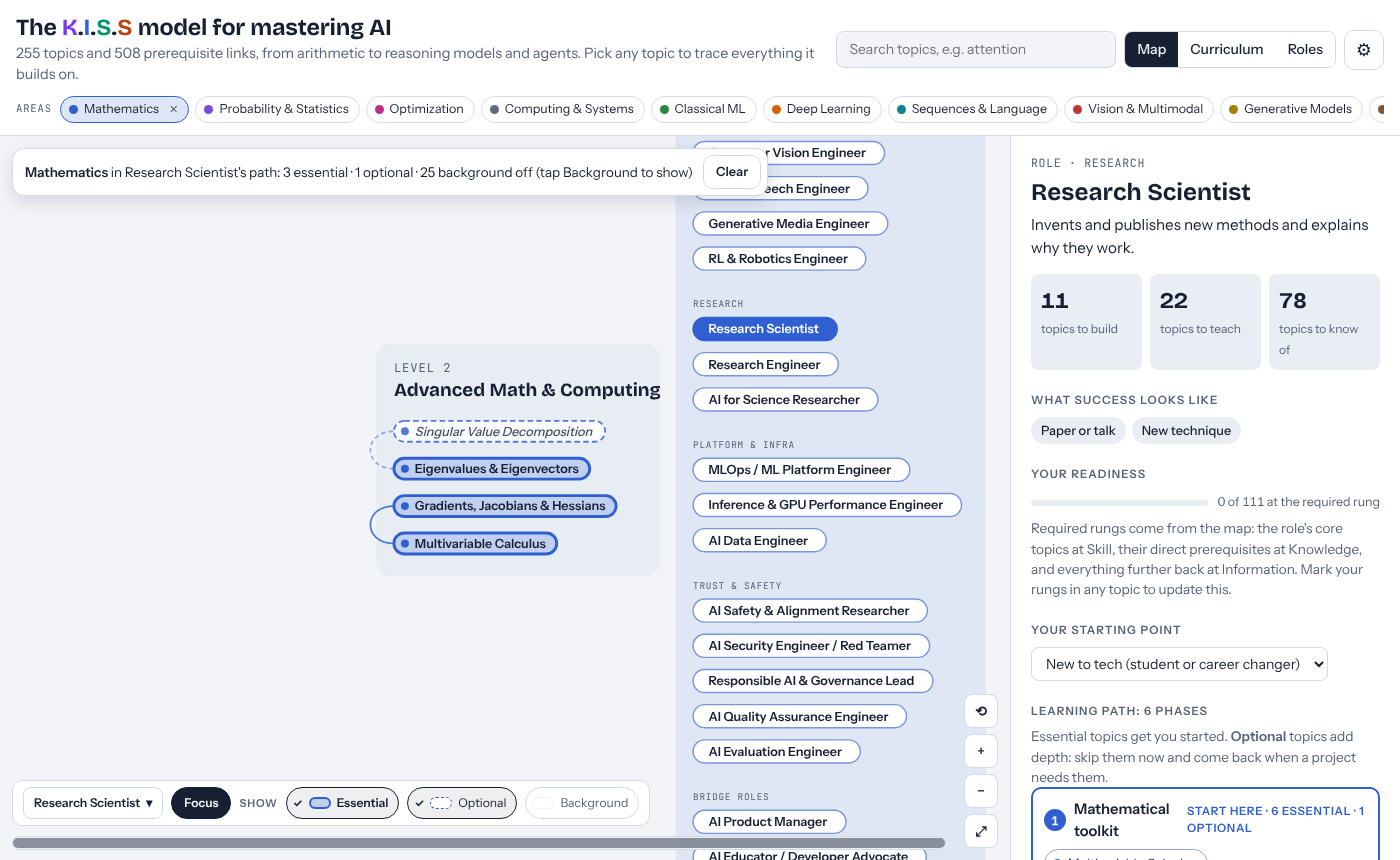 The K.I.S.S model for mastering AI
255 topics and 508 prerequisite links, from arithmetic to reasoning models and agents. Pick any topic to trace everything it
builds on.
Search topics, e.g. attention
Map
Curriculum
Roles
AREAS
Mathematics ×
Probability & Statistics
Optimization
Computing & Systems
Classical ML
Deep Learning
Sequences & Language
Vision & Multimodal
Generative Models
Mathematics in Research Scientist's path: 3 essential · 1 optional · 25 background off (tap Background to show)
Clear
Vision Engineer
Generative Media Engineer
RL & Robotics Engineer
RESEARCH
Research Scientist
Research Engineer
AI for Science Researcher
PLATFORM & INFRA
MLOps / ML Platform Engineer
Inference & GPU Performance Engineer
AI Data Engineer
TRUST & SAFETY
AI Safety & Alignment Researcher
AI Security Engineer / Red Teamer
Responsible AI & Governance Lead
AI Quality Assurance Engineer
AI Evaluation Engineer
BRIDGE ROLES
AI Product Manager
AI Educator / Developer Advocate
LEVEL 2
Advanced Math & Computing
Singular Value Decomposition
Eigenvalues & Eigenvectors
Gradients, Jacobians & Hessians
Multivariable Calculus
Research Scientist ▾
Focus
SHOW
✓ Essential
✓ Optional
Background
ROLE · RESEARCH
Research Scientist
Invents and publishes new methods and explains
why they work.
11
topics to build
22
topics to teach
78
topics to know
of
WHAT SUCCESS LOOKS LIKE
Paper or talk
New technique
YOUR READINESS
0 of 111 at the required rung
Required rungs come from the map: the role's core
topics at Skill, their direct prerequisites at Knowledge,
and everything further back at Information. Mark your
rungs in any topic to update this.
YOUR STARTING POINT
New to tech (student or career changer)
LEARNING PATH: 6 PHASES
Essential topics get you started. Optional topics add
depth: skip them now and come back when a project
needs them.
1
Mathematical
toolkit
START HERE · 6 ESSENTIAL · 1
OPTIONAL